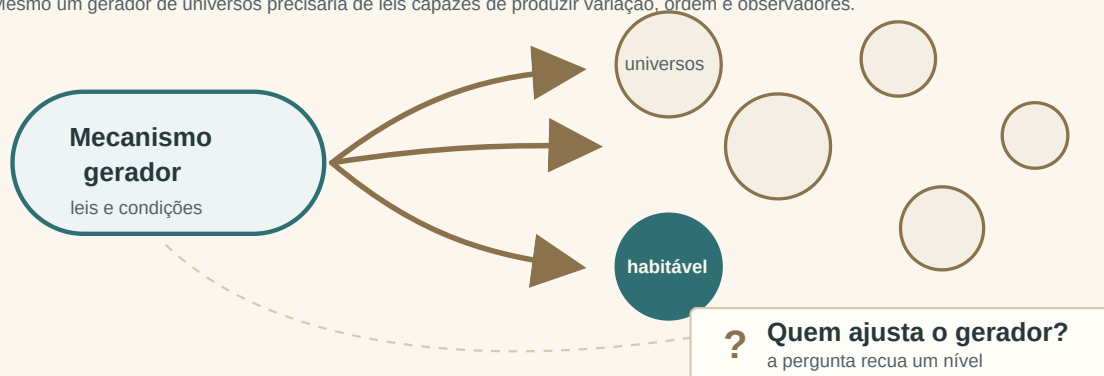 Mesmo um gerador de universos precisaria de leis capazes de produzir variação, ordem e observadores.
universos
Mecanismo
gerador
leis e condições
habitável
? Quem ajusta o gerador?
a pergunta recua um nível